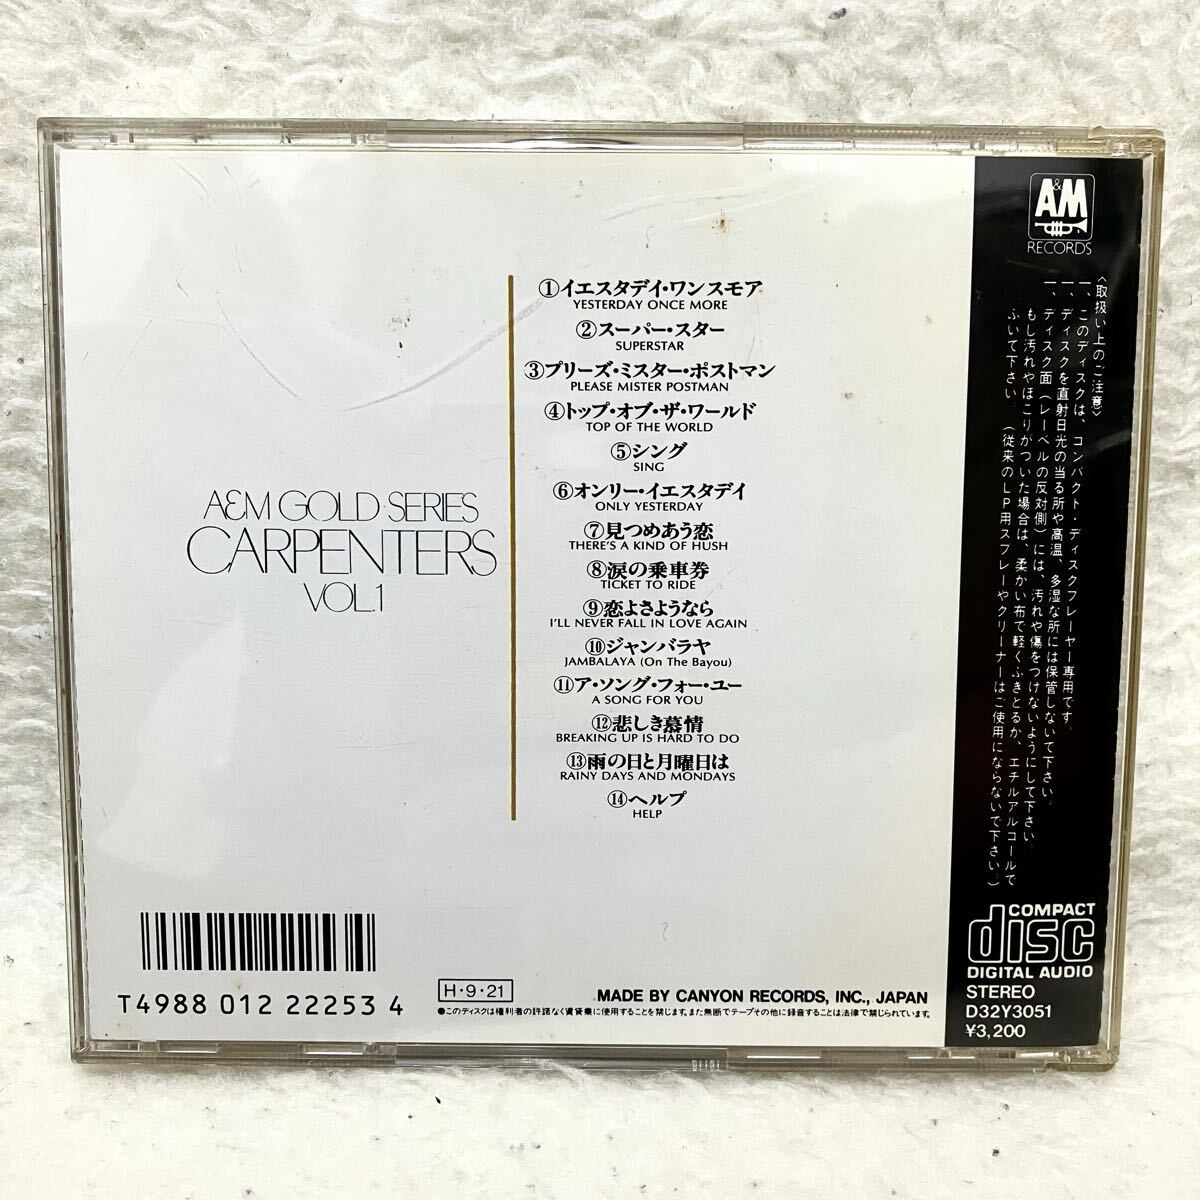 A&M GOLD SERIES
CARPENTERS
VOL.1
①イエスタデイ・ワンスモア
YESTERDAY ONCE MORE
②スーパー・スター
SUPERSTAR
③プリーズ・ミスター・ポストマン
PLEASE MISTER POSTMAN
④トップ・オブ・ザ・ワールド
TOP OF THE WORLD
⑤シング
SING
⑥オンリー・イエスタデイ
ONLY YESTERDAY
⑦見つめあう恋
THERE'S A KIND OF HUSH
⑧涙の乗車券
TICKET TO RIDE
⑨恋よさようなら
I'LL NEVER FALL IN LOVE AGAIN
⑩ジャンバラヤ
JAMBALAYA (On The Bayou)
⑪ア・ソング・フォー・ユー
A SONG FOR YOU
⑫悲しき慕情
BREAKING UP IS HARD TO DO
⑬雨の日と月曜日は
RAINY DAYS AND MONDAYS
⑭ヘルプ
HELP
T4988 012 22253 4
H・9・21
MADE BY CANYON RECORDS, INC., JAPAN
●このディスクは権利者の許諾なく賃貸業に使用することを禁じます。また無断でテープその他に録音することは法律で禁じられています。
A&M
RECORDS
〈取扱い上のご注意〉
一、このディスクは、コンパクト・ディスクプレーヤー専用です。
一、ディスクを直射日光の当る所や高温、多湿な所には保管しないで下さい。
一、ディスク面（レーベルの反対側）には、汚れや傷をつけないようにして下さい。
もし汚れやほこりがついた場合は、柔かい布で軽くふきとるか、エチルアルコールで
ふいて下さい。（従来のLP用スプレーやクリーナーはご使用にならないで下さい。）
COMPACT
disc
DIGITAL AUDIO
STEREO
D32Y3051
¥3,200